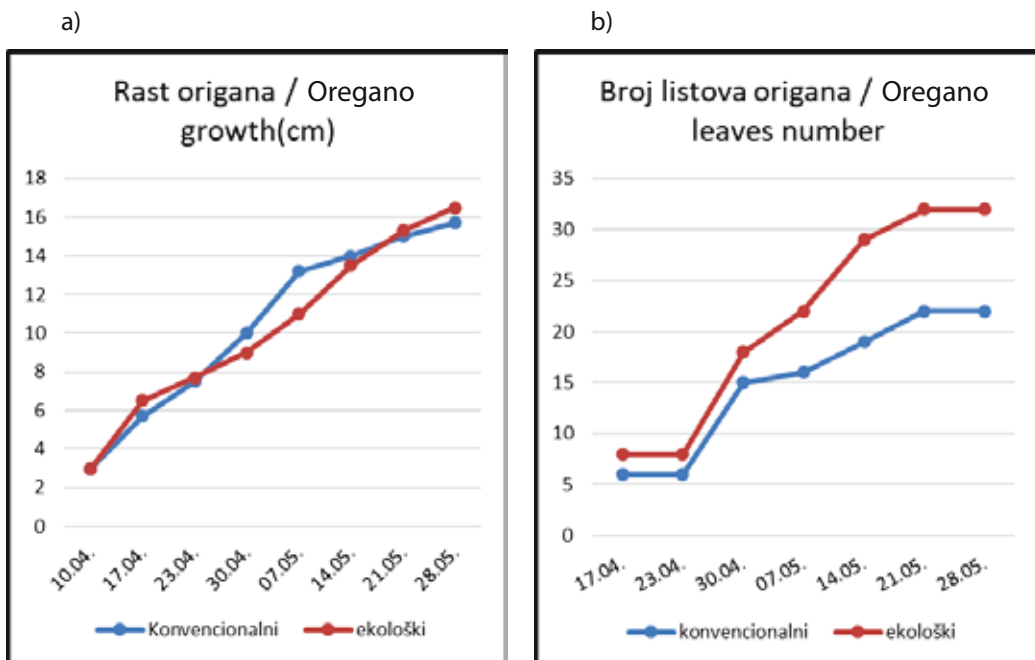 a)
Rast origana / Oregano
growth(cm)
18
16
14
12
10
8
6
4
2
0
10.04. 17.04. 23.04. 30.04. 07.05. 14.05. 21.05. 28.05.
Konvencionalni ekološki
b)
Broj listova origana / Oregano
leaves number
35
30
25
20
15
10
5
0
17.04. 23.04. 30.04. 07.05. 14.05. 21.05. 28.05.
konvencionalni ekološki